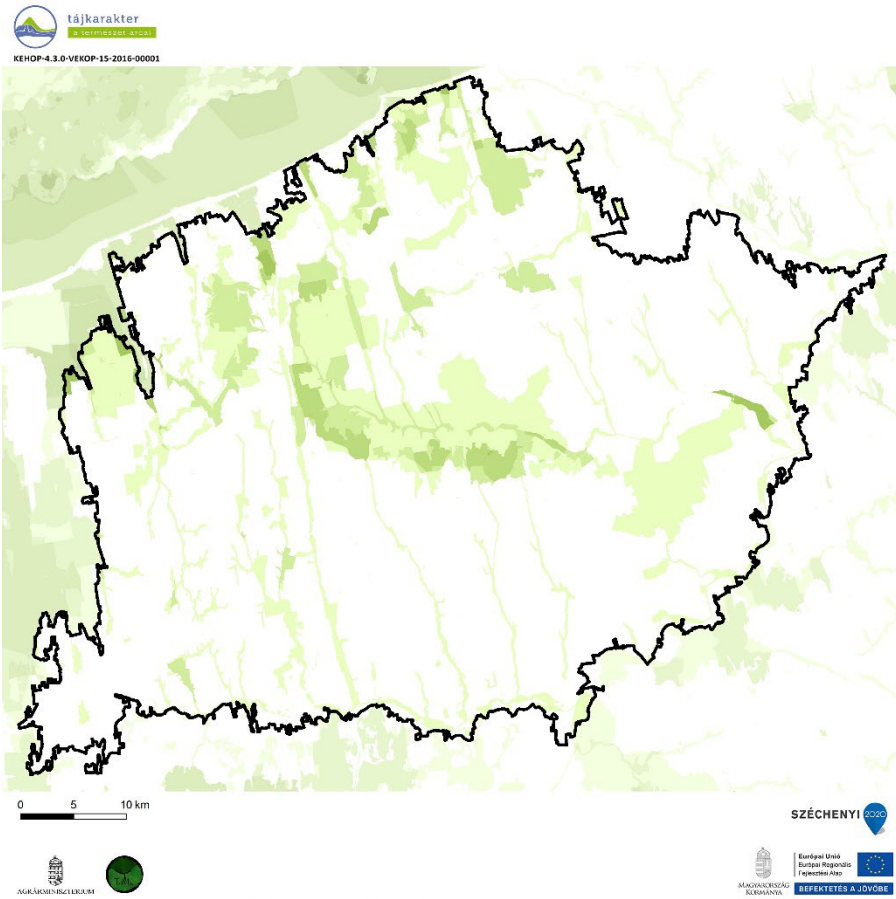 tájkarakter
a természet arcai
KEHOP-4.3.0-VEKOP-15-2016-00001
0 5 10 km
SZÉCHENYI 2020
AGRÁRMINISZTÉRIUM
TÁJ
MAGYARORSZÁG
KORMÁNYA
Európai Unió
Európai Regionális
Fejlesztési Alap
BEFEKTETÉS A JÖVŐBE